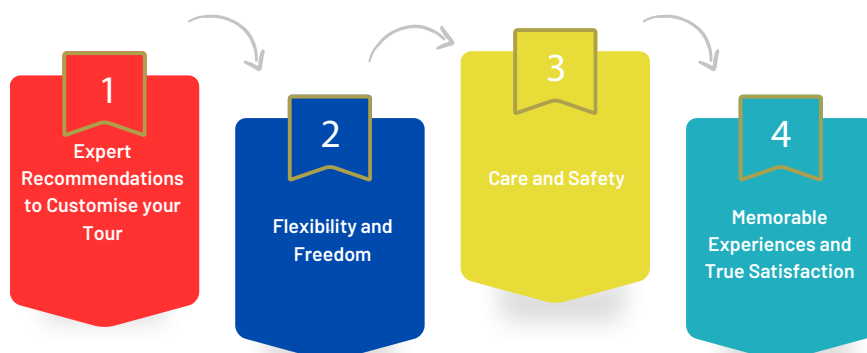 1
Expert
Recommendations
to Customise your
Tour
2
Flexibility and
Freedom
3
Care and Safety
4
Memorable
Experiences and
True Satisfaction